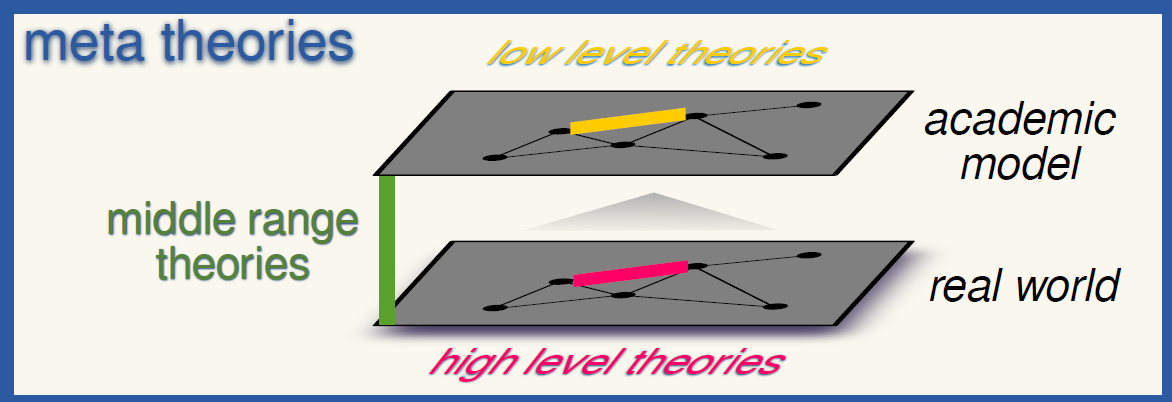 meta theories
low level theories
academic
model
middle range
theories
real world
high level theories